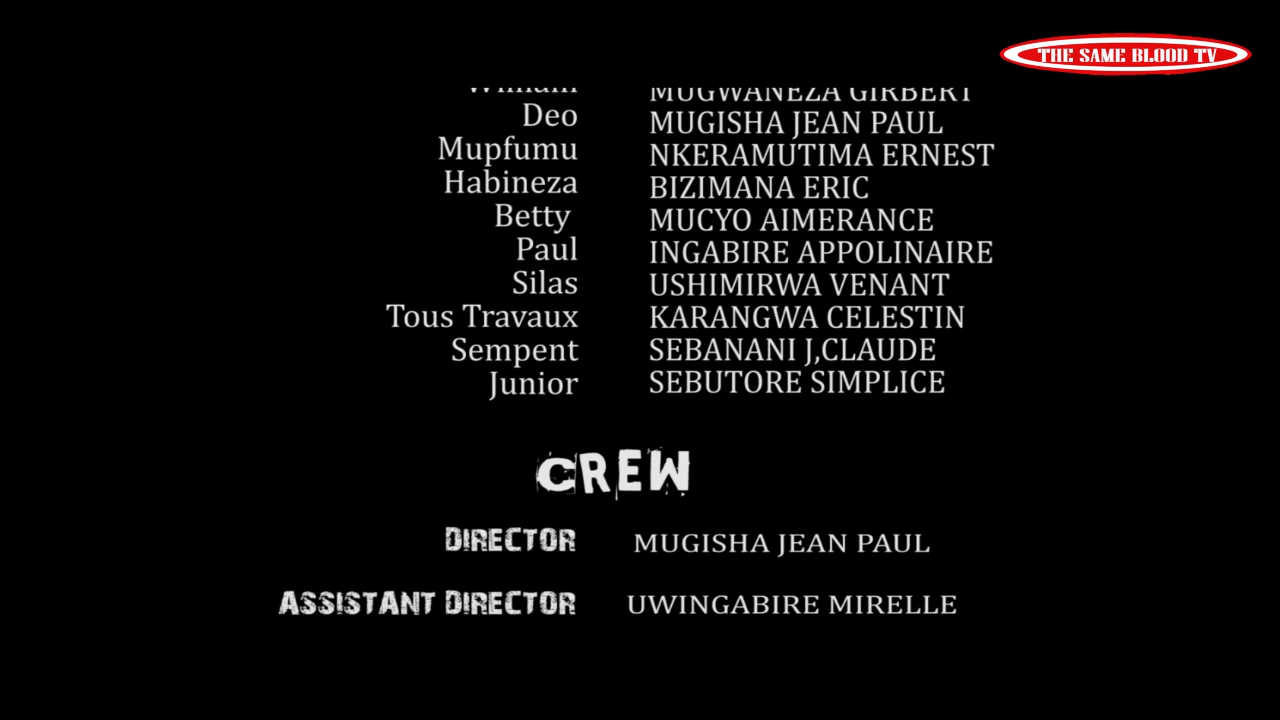 THE SAME BLOOD TV
William MUGWANEZA GIRBERT
Deo MUGISHA JEAN PAUL
Mupfumu NKERAMUTIMA ERNEST
Habineza BIZIMANA ERIC
Betty MUCYO AIMERANCE
Paul INGABIRE APPOLINAIRE
Silas USHIMIRWA VENANT
Tous Travaux KARANGWA CELESTIN
Sempent SEBANANI J,CLAUDE
Junior SEBUTORE SIMPLICE
CREW
DIRECTOR MUGISHA JEAN PAUL
ASSISTANT DIRECTOR UWINGABIRE MIRELLE